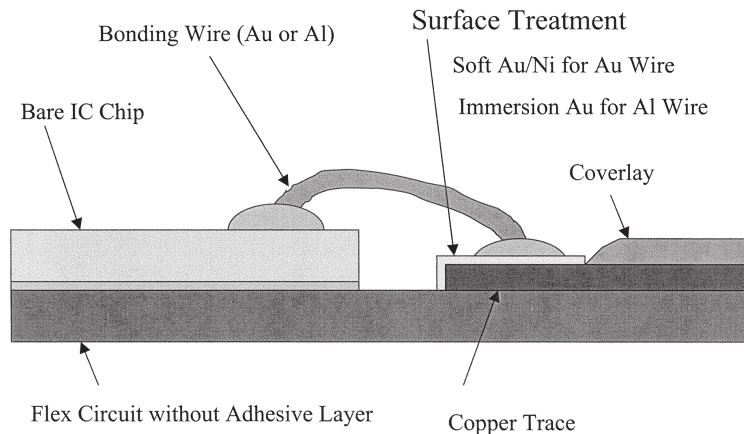 Surface Treatment
Bonding Wire (Au or Al)
Soft Au/Ni for Au Wire
Bare IC Chip
Immersion Au for Al Wire
Coverlay
Flex Circuit without Adhesive Layer
Copper Trace